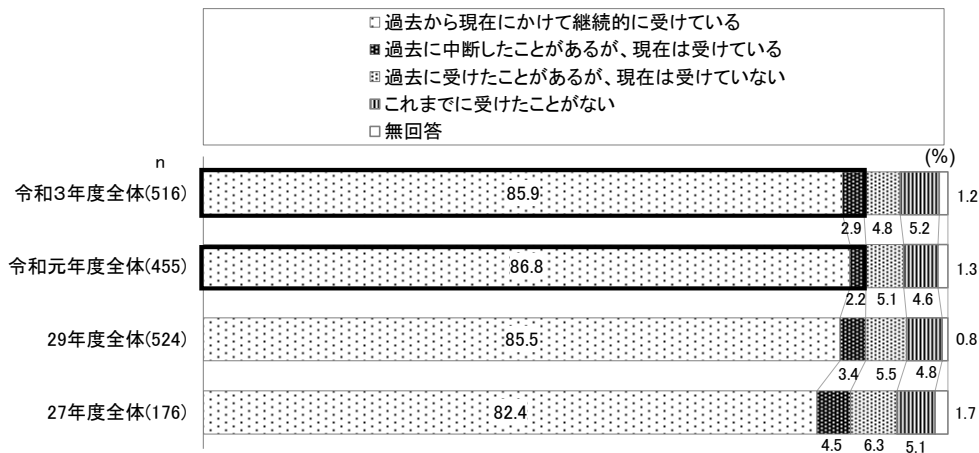 過去から現在にかけて継続的に受けている
過去に中断したことがあるが、現在は受けている
過去に受けたことがあるが、現在は受けていない
これまでに受けたことがない
無回答
n
(%)
令和3年度全体(516)
85.9
1.2
2.9 4.8 5.2
令和元年度全体(455)
86.8
1.3
2.2 5.1 4.6
29年度全体(524)
85.5
0.8
3.4 5.5 4.8
27年度全体(176)
82.4
1.7
4.5 6.3 5.1